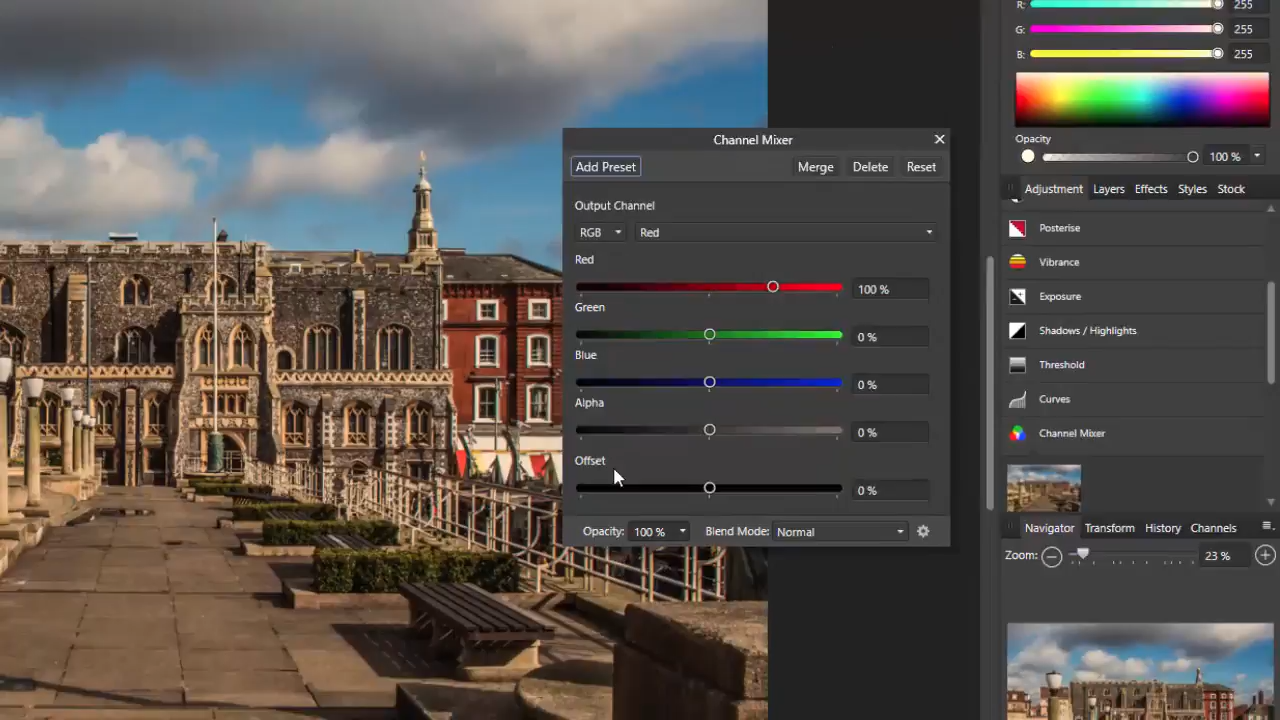 R: 255
G: 255
B: 255
Opacity
100 %
Adjustment Layers Effects Styles Stock
Posterise
Vibrance
Exposure
Shadows / Highlights
Threshold
Curves
Channel Mixer
Navigator Transform History Channels
Zoom: 23 %
Channel Mixer
Add Preset Merge Delete Reset
Output Channel
RGB Red
Red
100 %
Green
0 %
Blue
0 %
Alpha
0 %
Offset
0 %
Opacity: 100 % Blend Mode: Normal